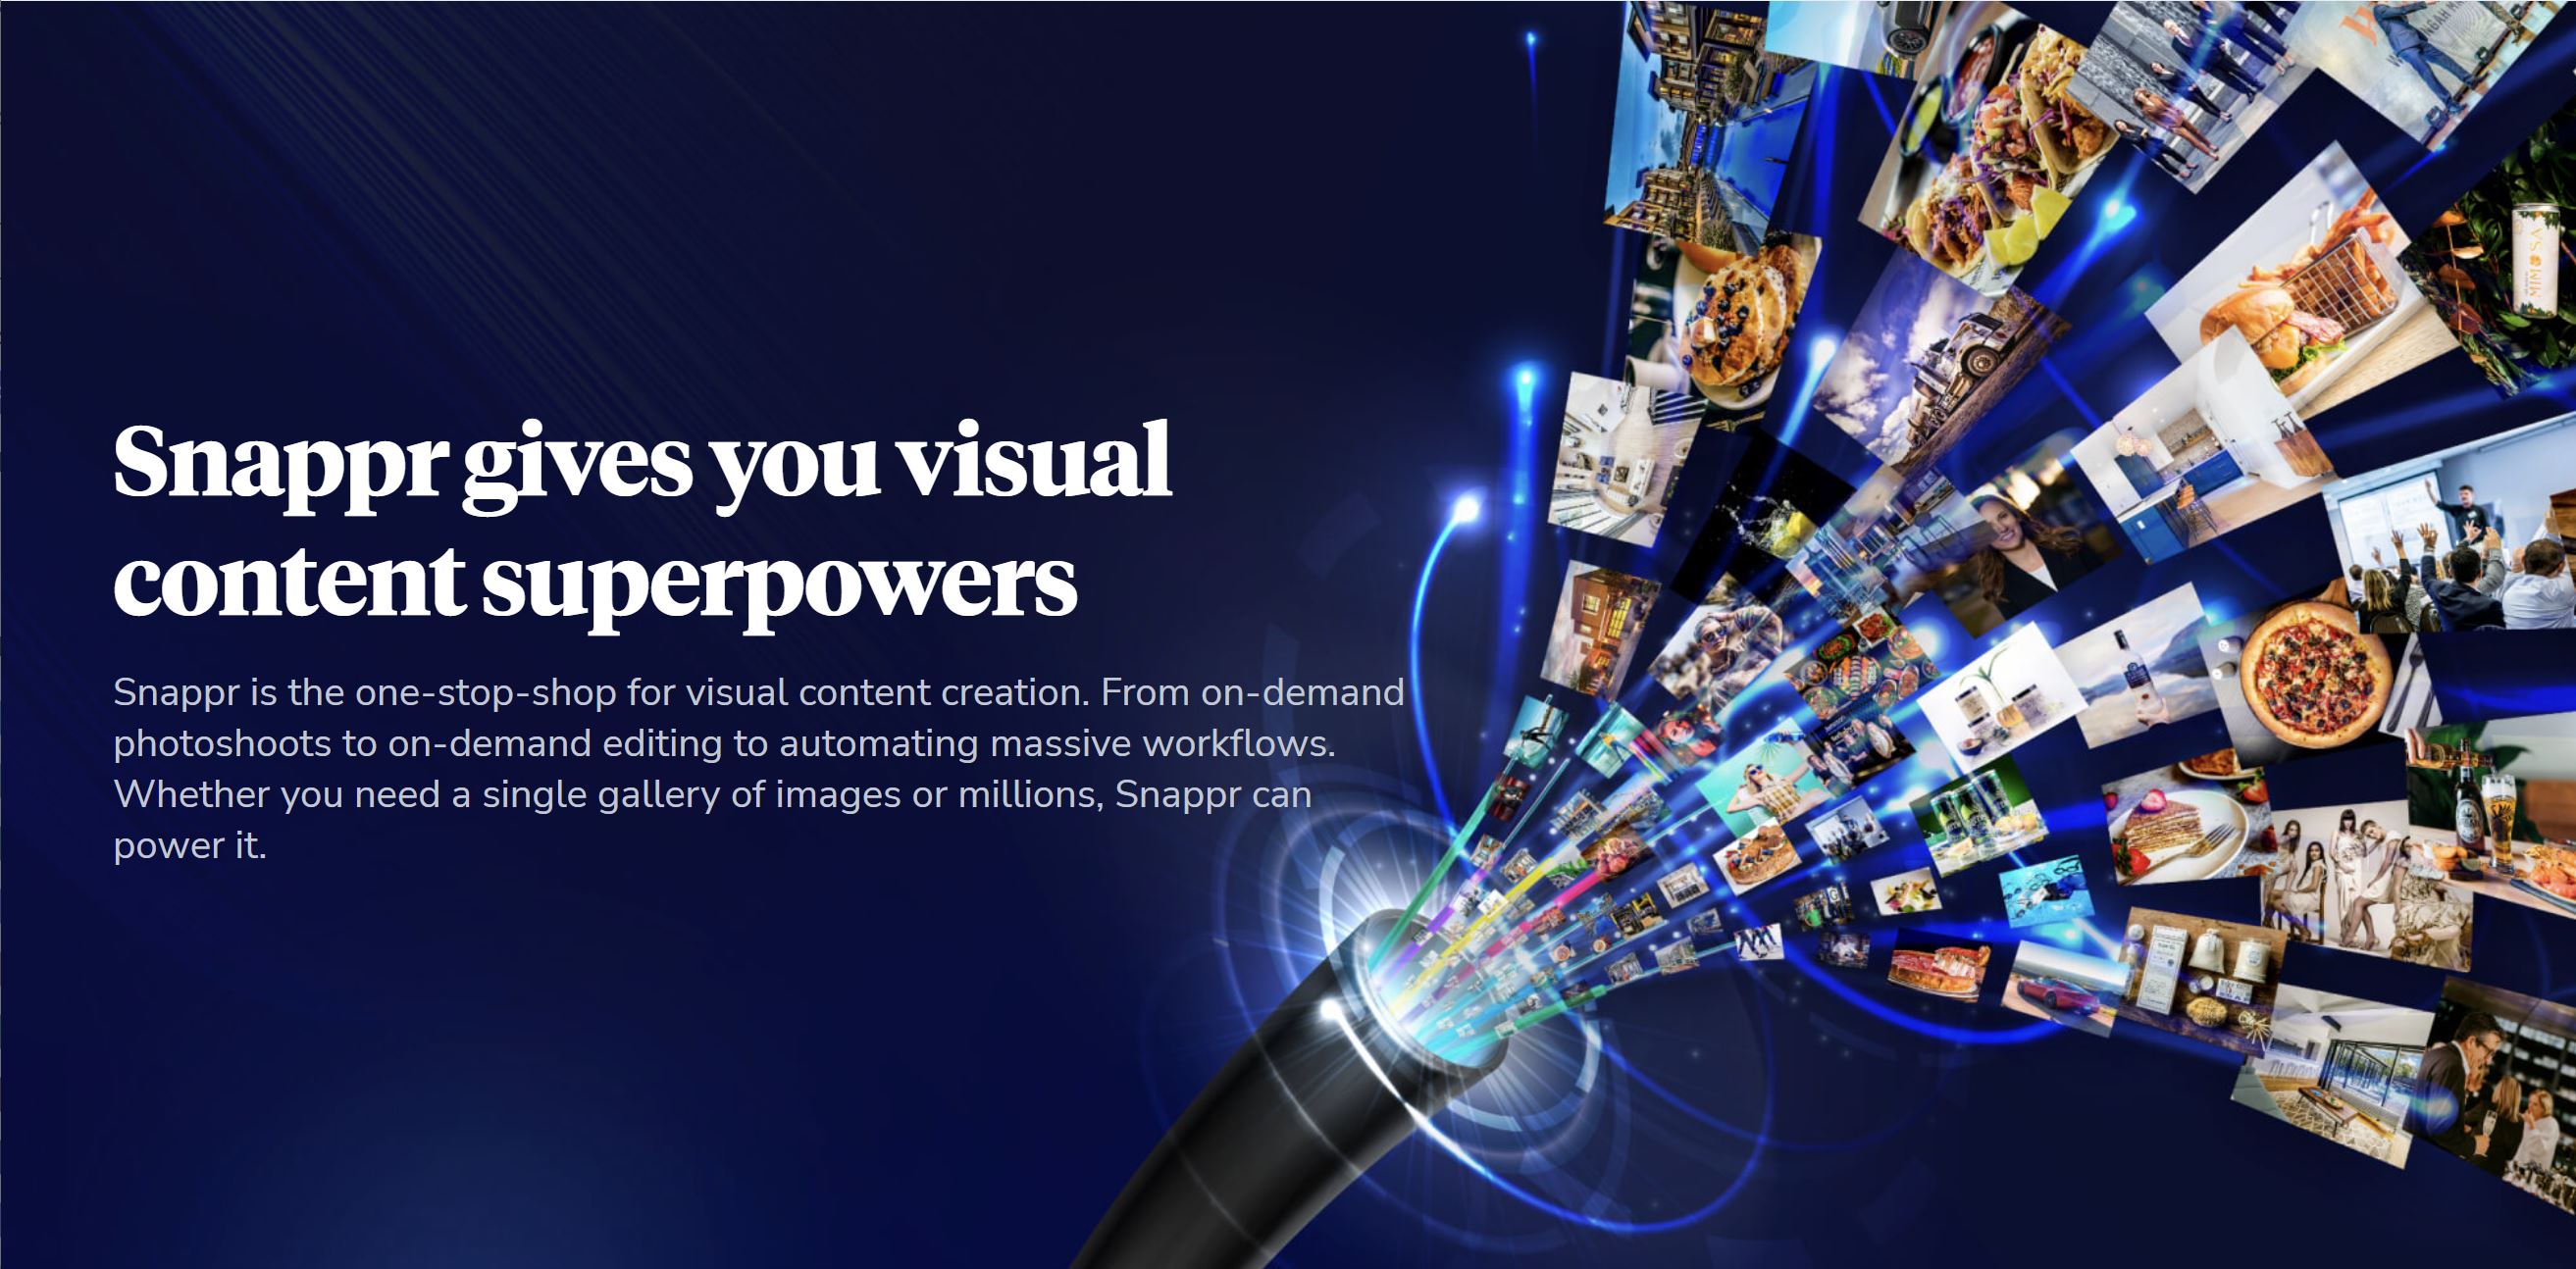 Snappr gives you visual
content superpowers
Snappr is the one-stop-shop for visual content creation. From on-demand
photoshoots to on-demand editing to automating massive workflows.
Whether you need a single gallery of images or millions, Snappr can
power it.
MIMOSA